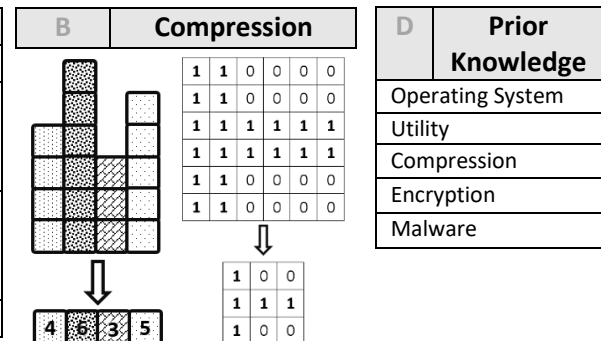 B Compression
1 1 0 0 0 0
1 1 0 0 0 0
1 1 1 1 1 1
1 1 1 1 1 1
1 1 0 0 0 0
1 1 0 0 0 0
1 0 0
1 1 1
1 0 0
4 6 3 5
D Prior
Knowledge
Operating System
Utility
Compression
Encryption
Malware